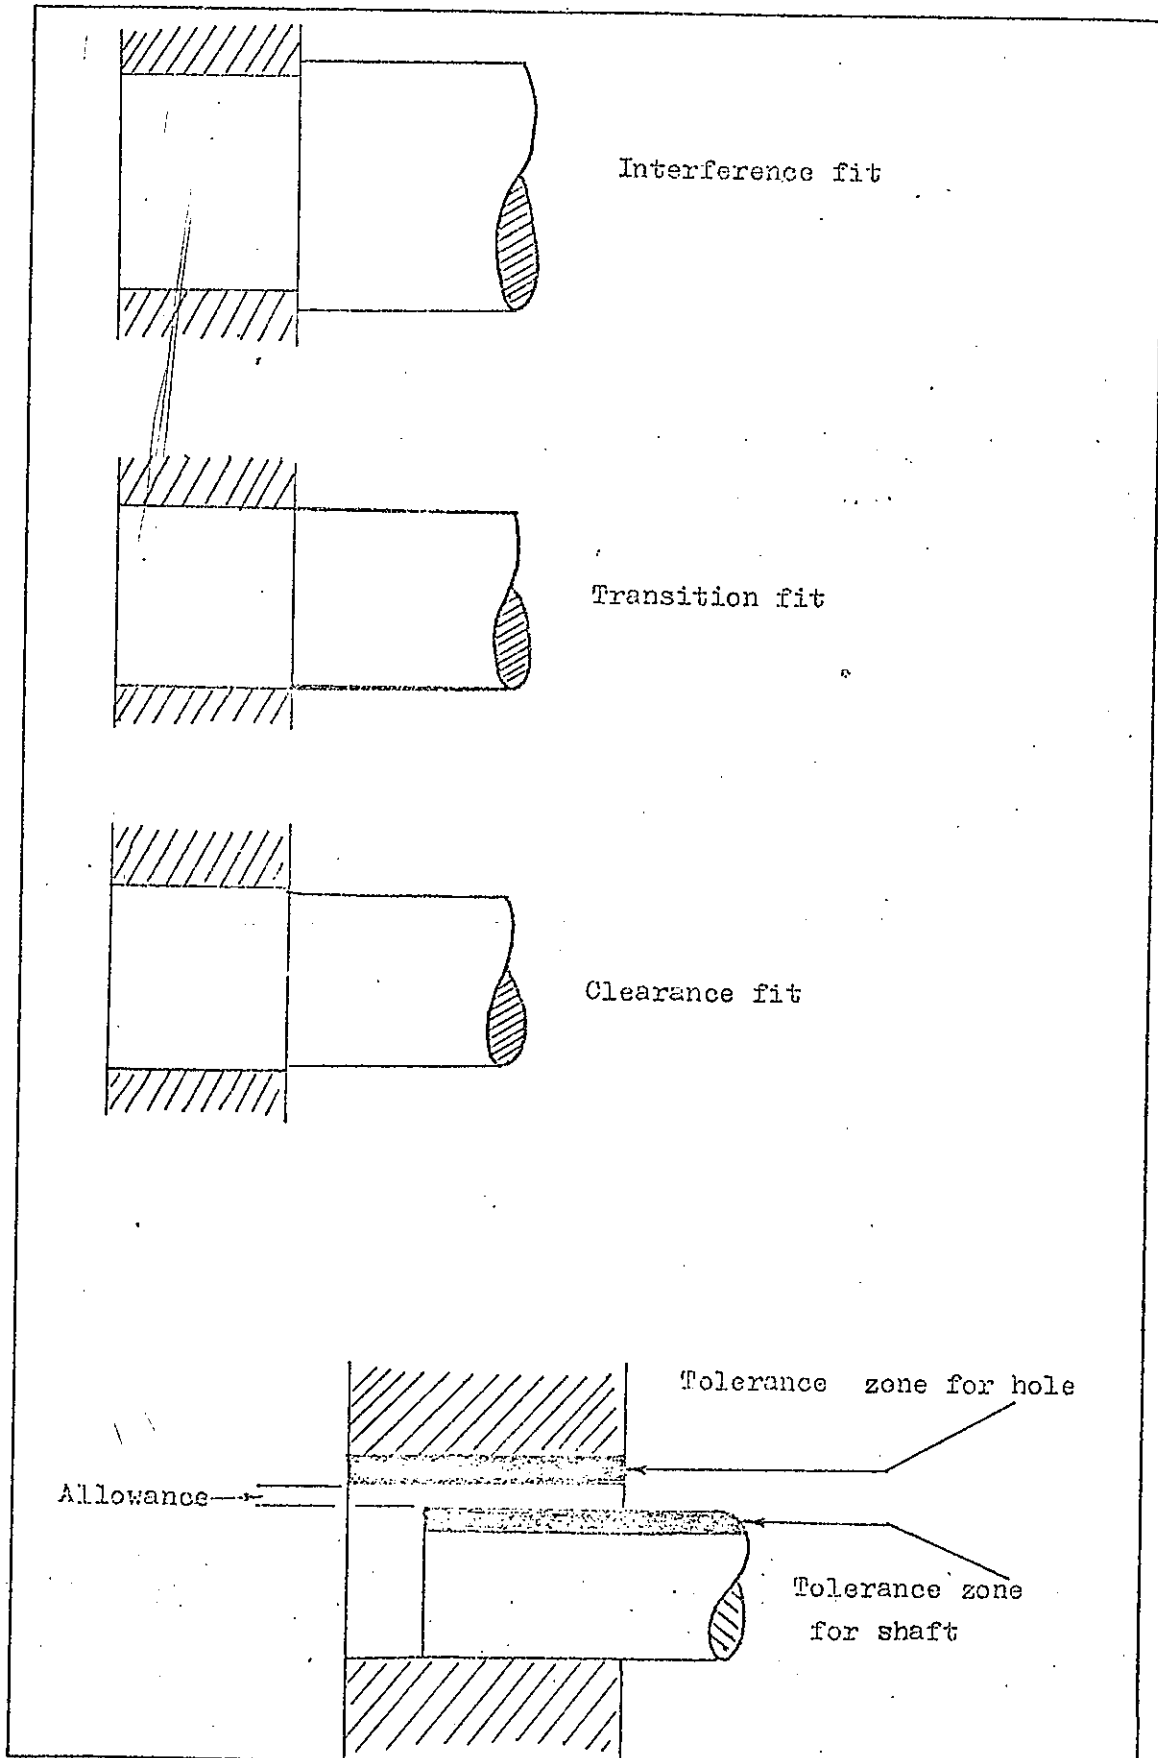 Interference fit
Transition fit
Clearance fit
Tolerance zone for hole
Allowance
Tolerance zone
for shaft